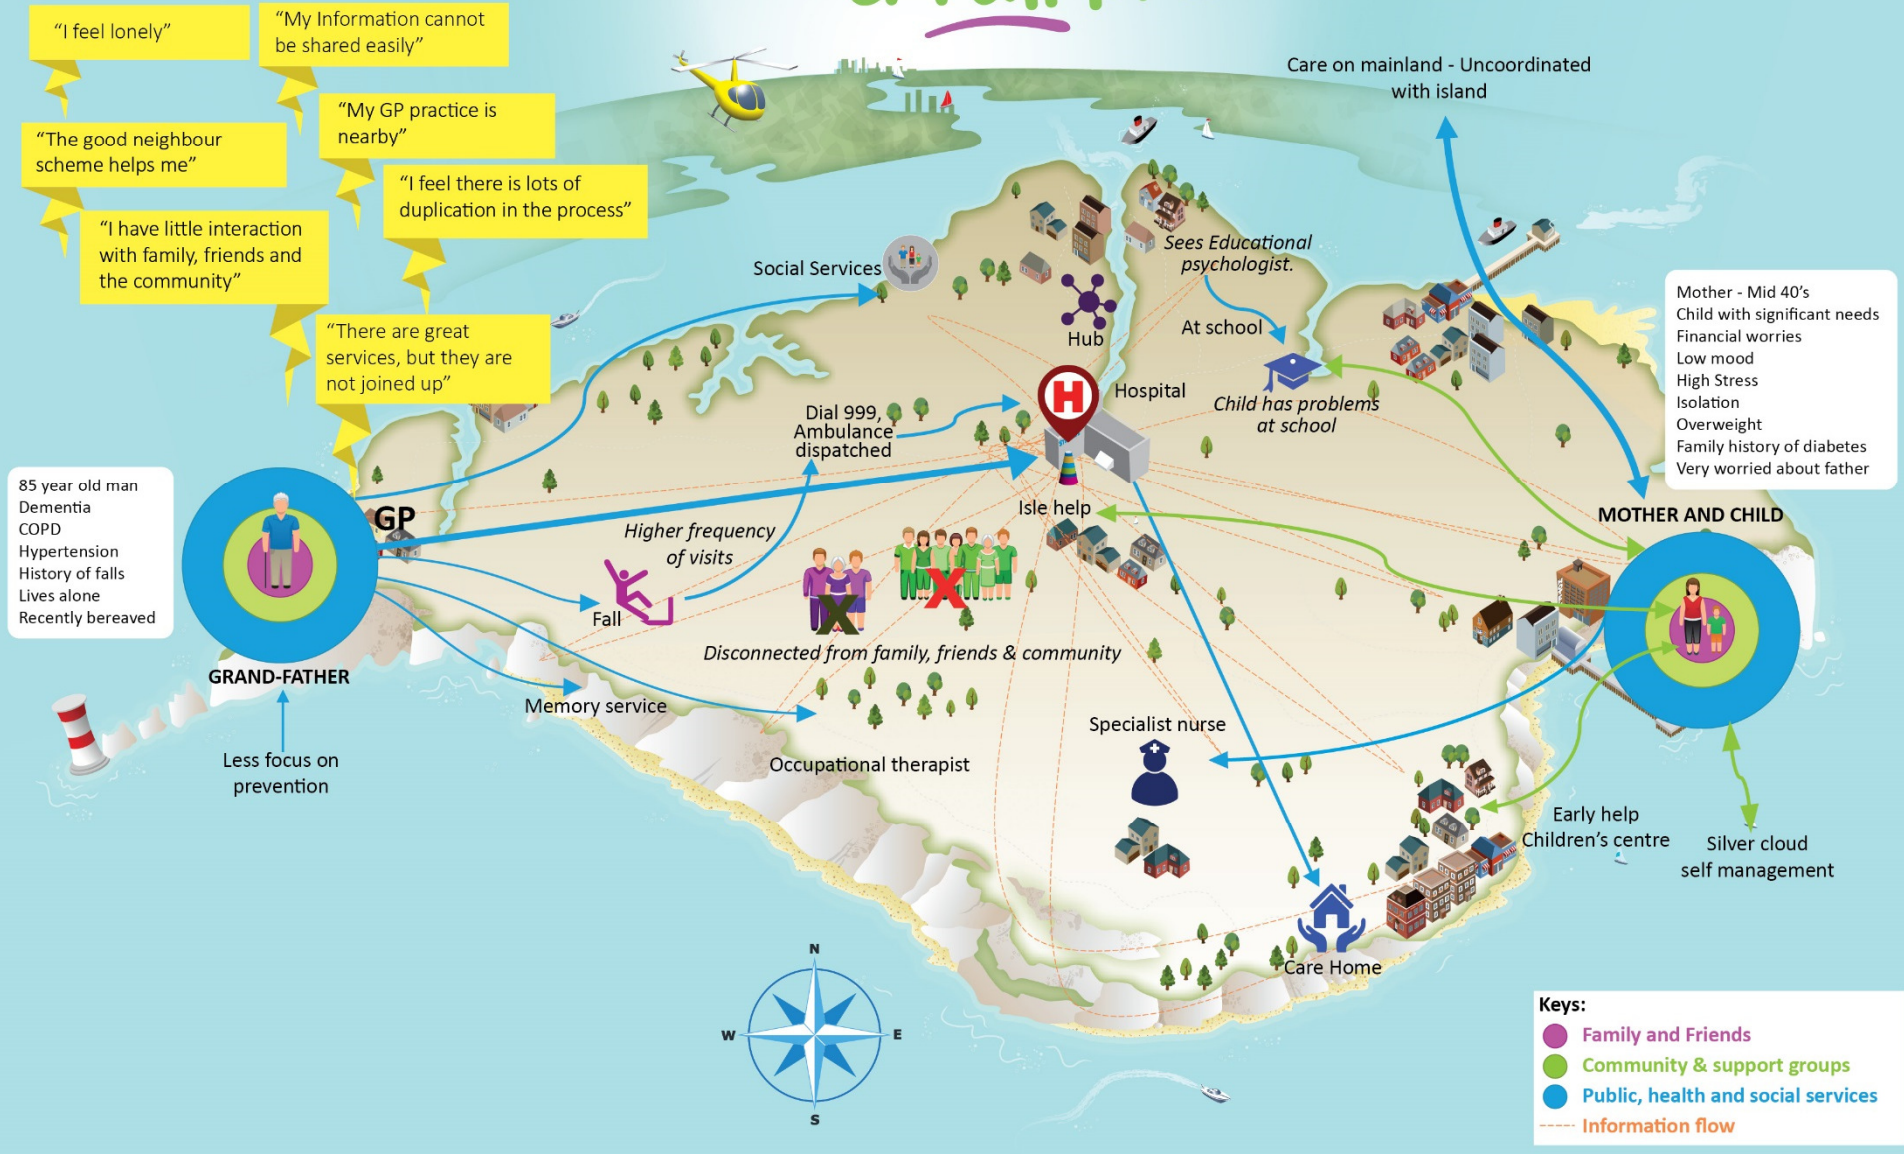 “I feel lonely”
“My Information cannot
be shared easily”
“My GP practice is
nearby”
“The good neighbour
scheme helps me”
“I feel there is lots of
duplication in the process”
“I have little interaction
with family, friends and
the community”
“There are great
services, but they are
not joined up”
Care on mainland - Uncoordinated
with island
Social Services
Sees Educational
psychologist.
Hub
At school
H
Hospital
Child has problems
at school
Dial 999,
Ambulance
dispatched
Mother - Mid 40’s
Child with significant needs
Financial worries
Low mood
High Stress
Isolation
Overweight
Family history of diabetes
Very worried about father
85 year old man
Dementia
COPD
Hypertension
History of falls
Lives alone
Recently bereaved
GP
Higher frequency
of visits
Isle help
MOTHER AND CHILD
Fall
X
X
Disconnected from family, friends & community
GRAND-FATHER
Less focus on
prevention
Memory service
Occupational therapist
Specialist nurse
Early help
Children’s centre
Silver cloud
self management
Care Home
N
W
E
S
Keys:
Family and Friends
Community & support groups
Public, health and social services
Information flow